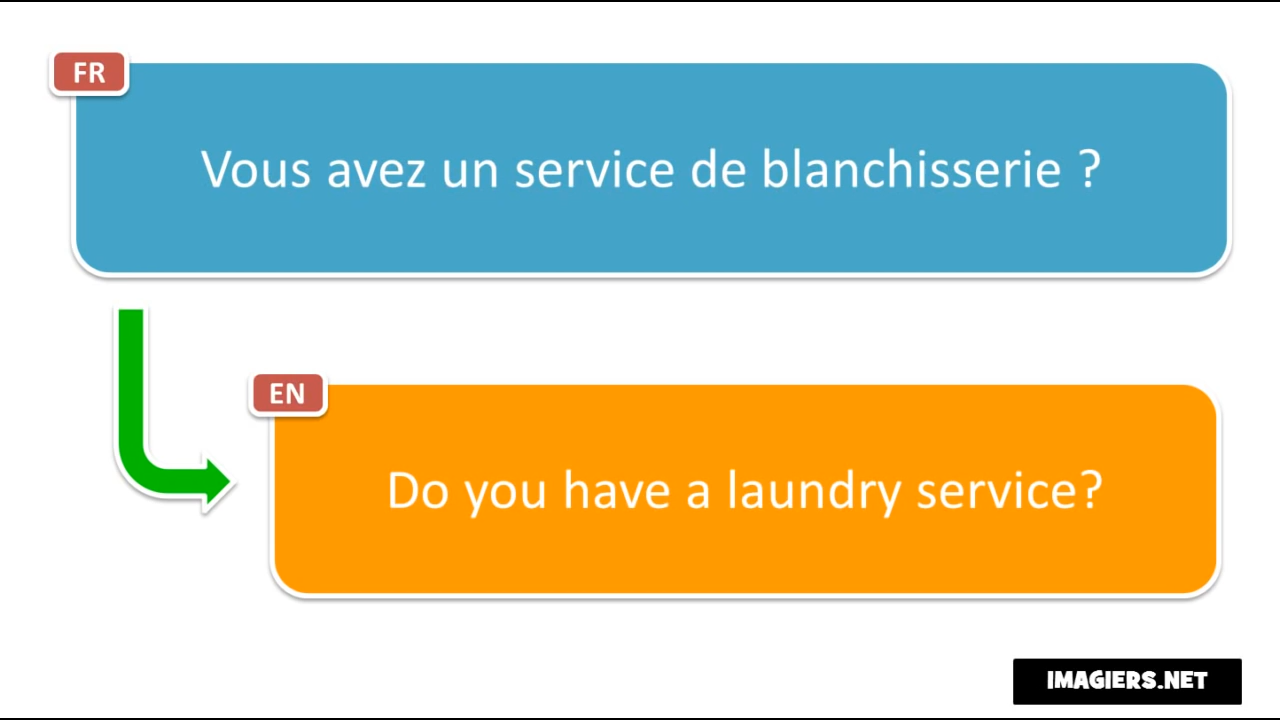 FR
Vous avez un service de blanchisserie ?
EN
Do you have a laundry service?
IMAGIERS.NET